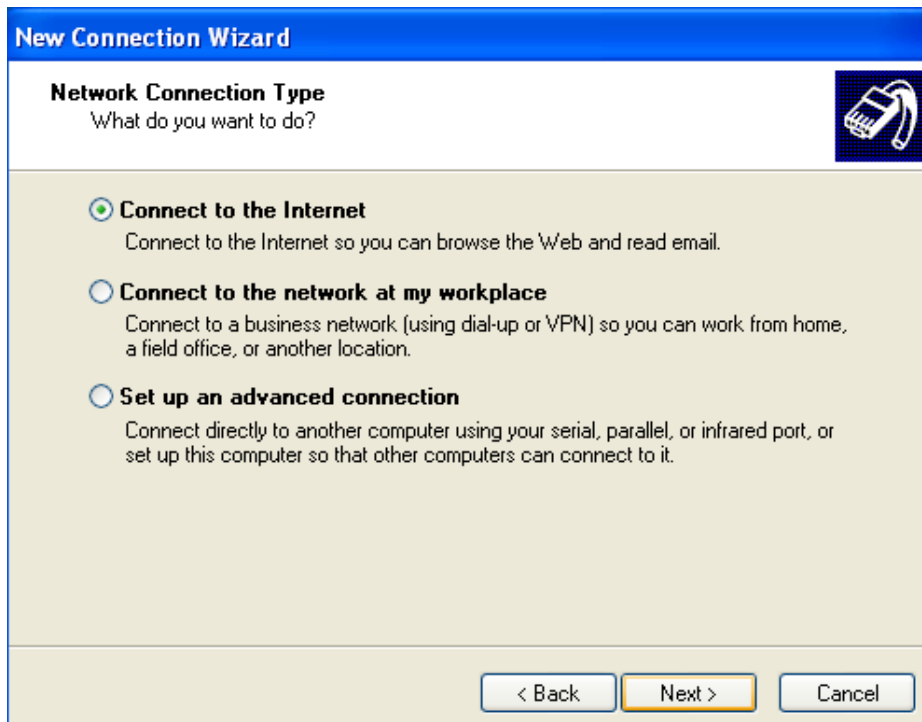 New Connection Wizard
Network Connection Type
What do you want to do?
Connect to the Internet
Connect to the Internet so you can browse the Web and read email.
Connect to the network at my workplace
Connect to a business network (using dial-up or VPN) so you can work from home,
a field office, or another location.
Set up an advanced connection
Connect directly to another computer using your serial, parallel, or infrared port, or
set up this computer so that other computers can connect to it.
< Back Next > Cancel